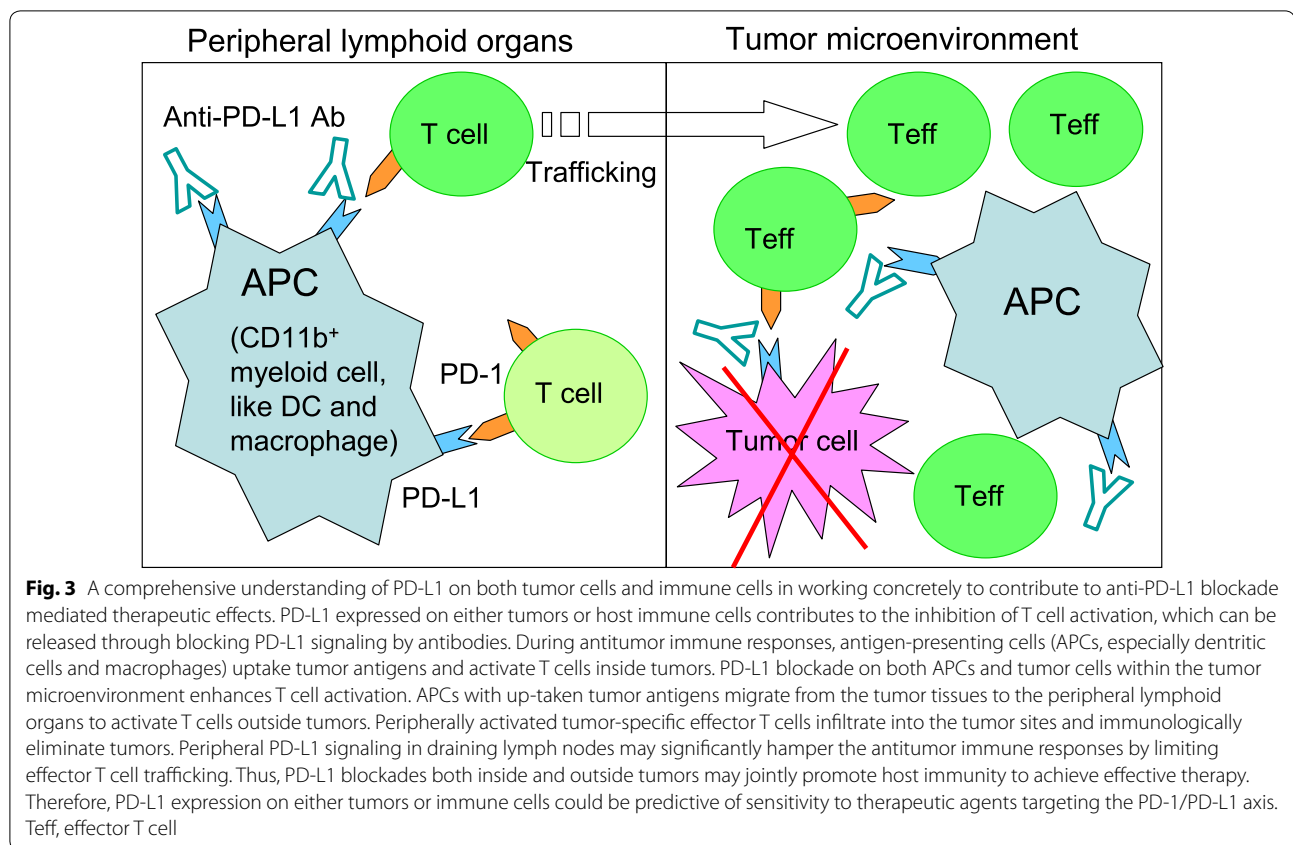 Peripheral lymphoid organs
Tumor microenvironment
Anti-PD-L1 Ab
T cell
Trafficking
Teff
Teff
Teff
APC
(CD11b⁺
myeloid cell,
like DC and
macrophage)
PD-1
T cell
PD-L1
APC
Tumor cell
Teff
Fig. 3 A comprehensive understanding of PD-L1 on both tumor cells and immune cells in working concretely to contribute to anti-PD-L1 blockade
mediated therapeutic effects. PD-L1 expressed on either tumors or host immune cells contributes to the inhibition of T cell activation, which can be
released through blocking PD-L1 signaling by antibodies. During antitumor immune responses, antigen-presenting cells (APCs, especially dentritic
cells and macrophages) uptake tumor antigens and activate T cells inside tumors. PD-L1 blockade on both APCs and tumor cells within the tumor
microenvironment enhances T cell activation. APCs with up-taken tumor antigens migrate from the tumor tissues to the peripheral lymphoid
organs to activate T cells outside tumors. Peripherally activated tumor-specific effector T cells infiltrate into the tumor sites and immunologically
eliminate tumors. Peripheral PD-L1 signaling in draining lymph nodes may significantly hamper the antitumor immune responses by limiting
effector T cell trafficking. Thus, PD-L1 blockades both inside and outside tumors may jointly promote host immunity to achieve effective therapy.
Therefore, PD-L1 expression on either tumors or immune cells could be predictive of sensitivity to therapeutic agents targeting the PD-1/PD-L1 axis.
Teff, effector T cell